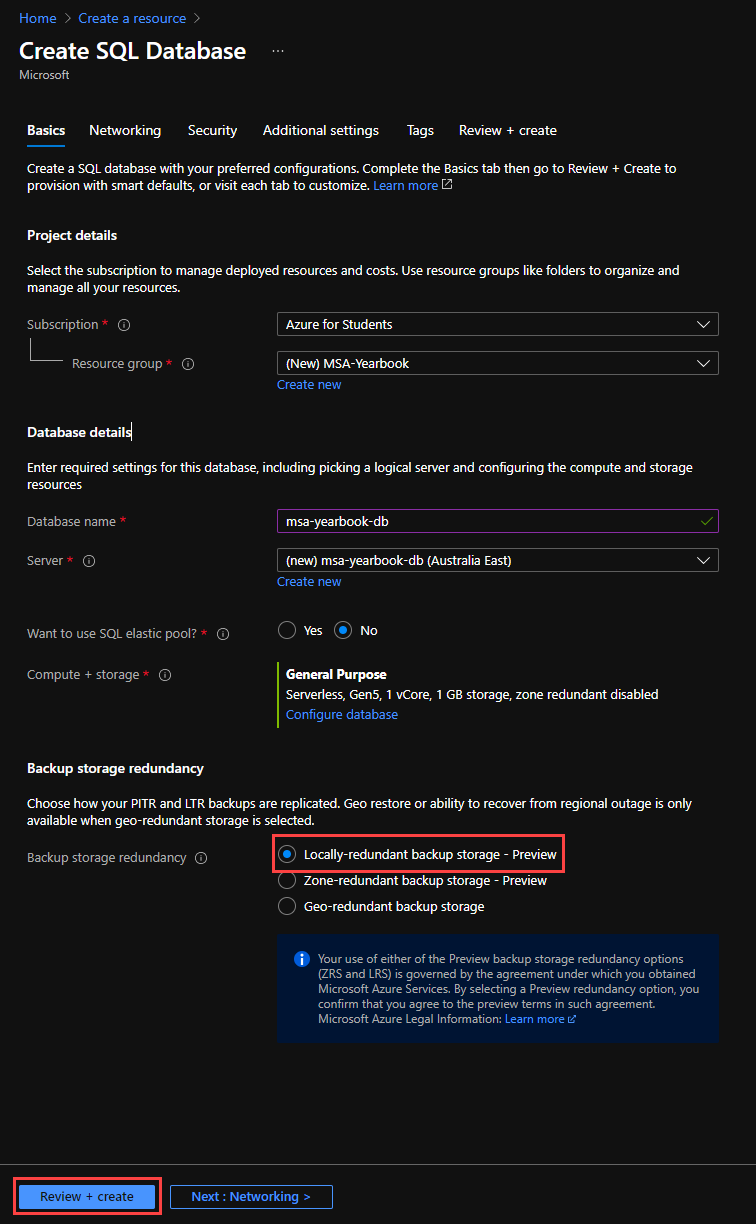 Home > Create a resource >
Create SQL Database ...
Microsoft
Basics Networking Security Additional settings Tags Review + create
Create a SQL database with your preferred configurations. Complete the Basics tab then go to Review + Create to
provision with smart defaults, or visit each tab to customize. Learn more
Project details
Select the subscription to manage deployed resources and costs. Use resource groups like folders to organize and
manage all your resources.
Subscription * Azure for Students
Resource group * (New) MSA-Yearbook
Create new
Database details
Enter required settings for this database, including picking a logical server and configuring the compute and storage
resources
Database name * msa-yearbook-db
Server * (new) msa-yearbook-db (Australia East)
Create new
Want to use SQL elastic pool? * Yes No
Compute + storage * General Purpose
Serverless, Gen5, 1 vCore, 1 GB storage, zone redundant disabled
Configure database
Backup storage redundancy
Choose how your PITR and LTR backups are replicated. Geo restore or ability to recover from regional outage is only
available when geo-redundant storage is selected.
Backup storage redundancy Locally-redundant backup storage - Preview
Zone-redundant backup storage - Preview
Geo-redundant backup storage
Your use of either of the Preview backup storage redundancy options
(ZRS and LRS) is governed by the agreement under which you obtained
Microsoft Azure Services. By selecting a Preview redundancy option, you
confirm that you agree to the preview terms in such agreement.
Microsoft Azure Legal Information: Learn more
Review + create Next : Networking >